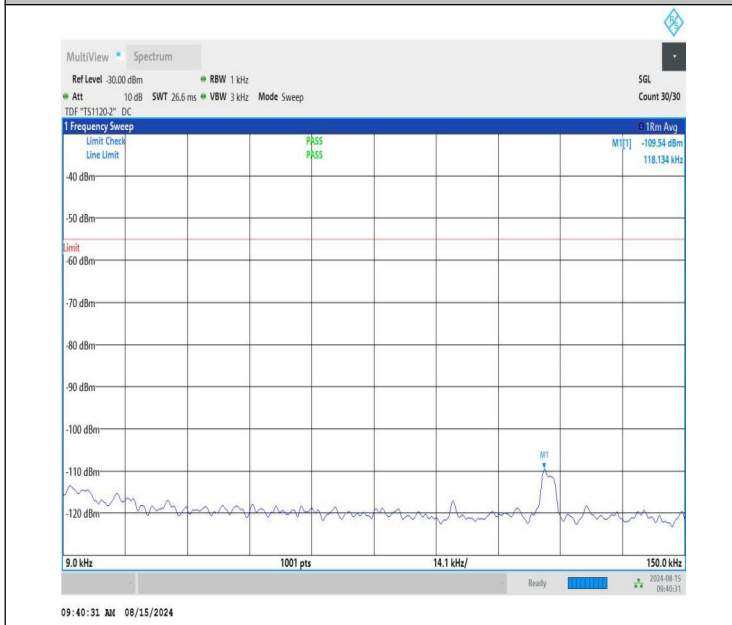 R S
MultiView Spectrum
Ref Level -30.00 dBm RBW 1 kHz SGL
Att 10 dB SWT 26.6 ms VBW 3 kHz Mode Sweep Count 30/30
TDF "TS1120-2" DC
1 Frequency Sweep 1Rm Avg
Limit Check PASS M1[1] -109.54 dBm
Line Limit PASS 118.134 kHz
-40 dBm
-50 dBm
Limit
-60 dBm
-70 dBm
-80 dBm
-90 dBm
-100 dBm
M1
-110 dBm
-120 dBm
9.0 kHz 1001 pts 14.1 kHz/ 150.0 kHz
Ready 2024-08-15
09:40:31
09:40:31 AM 08/15/2024